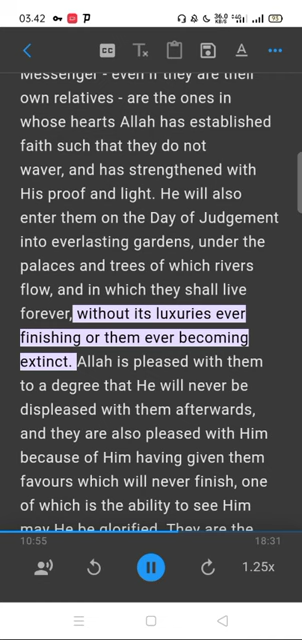 03.42
36.0 KB/s
4G
93
CC
T
A
Messenger - even if they are their
own relatives - are the ones in
whose hearts Allah has established
faith such that they do not
waver, and has strengthened with
His proof and light. He will also
enter them on the Day of Judgement
into everlasting gardens, under the
palaces and trees of which rivers
flow, and in which they shall live
forever, without its luxuries ever
finishing or them ever becoming
extinct. Allah is pleased with them
to a degree that He will never be
displeased with them afterwards,
and they are also pleased with Him
because of Him having given them
favours which will never finish, one
of which is the ability to see Him
may He be glorified. They are the
10:55
18:31
1.25x